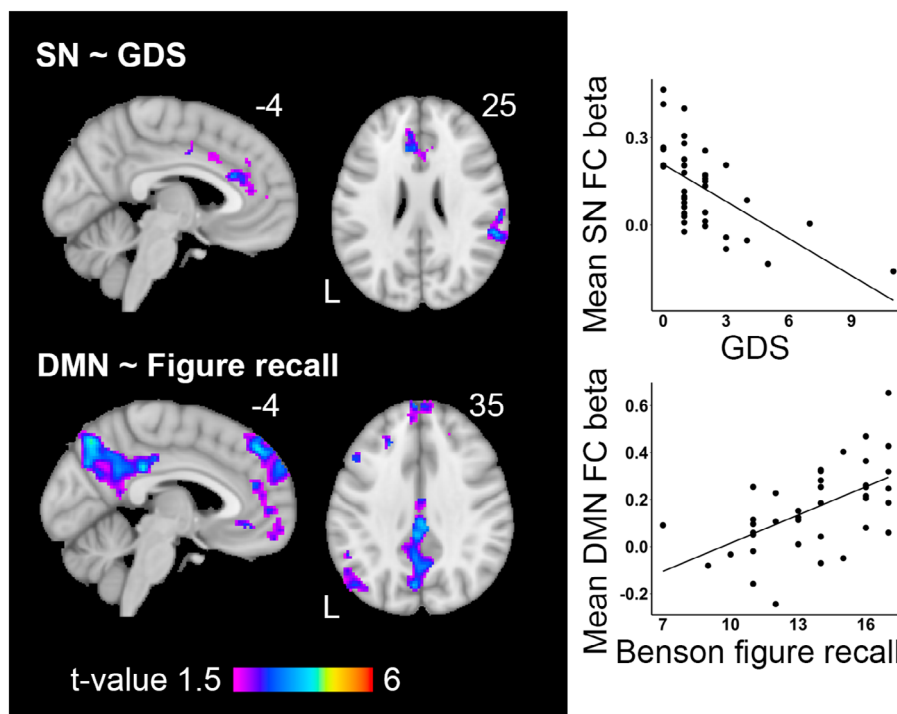 SN ~ GDS
-4
25
L
DMN ~ Figure recall
-4
35
L
t-value 1.5
6
Mean SN FC beta
0.3
0.0
0
3
6
9
GDS
Mean DMN FC beta
0.6
0.4
0.2
0.0
-0.2
7
10
13
16
Benson figure recall